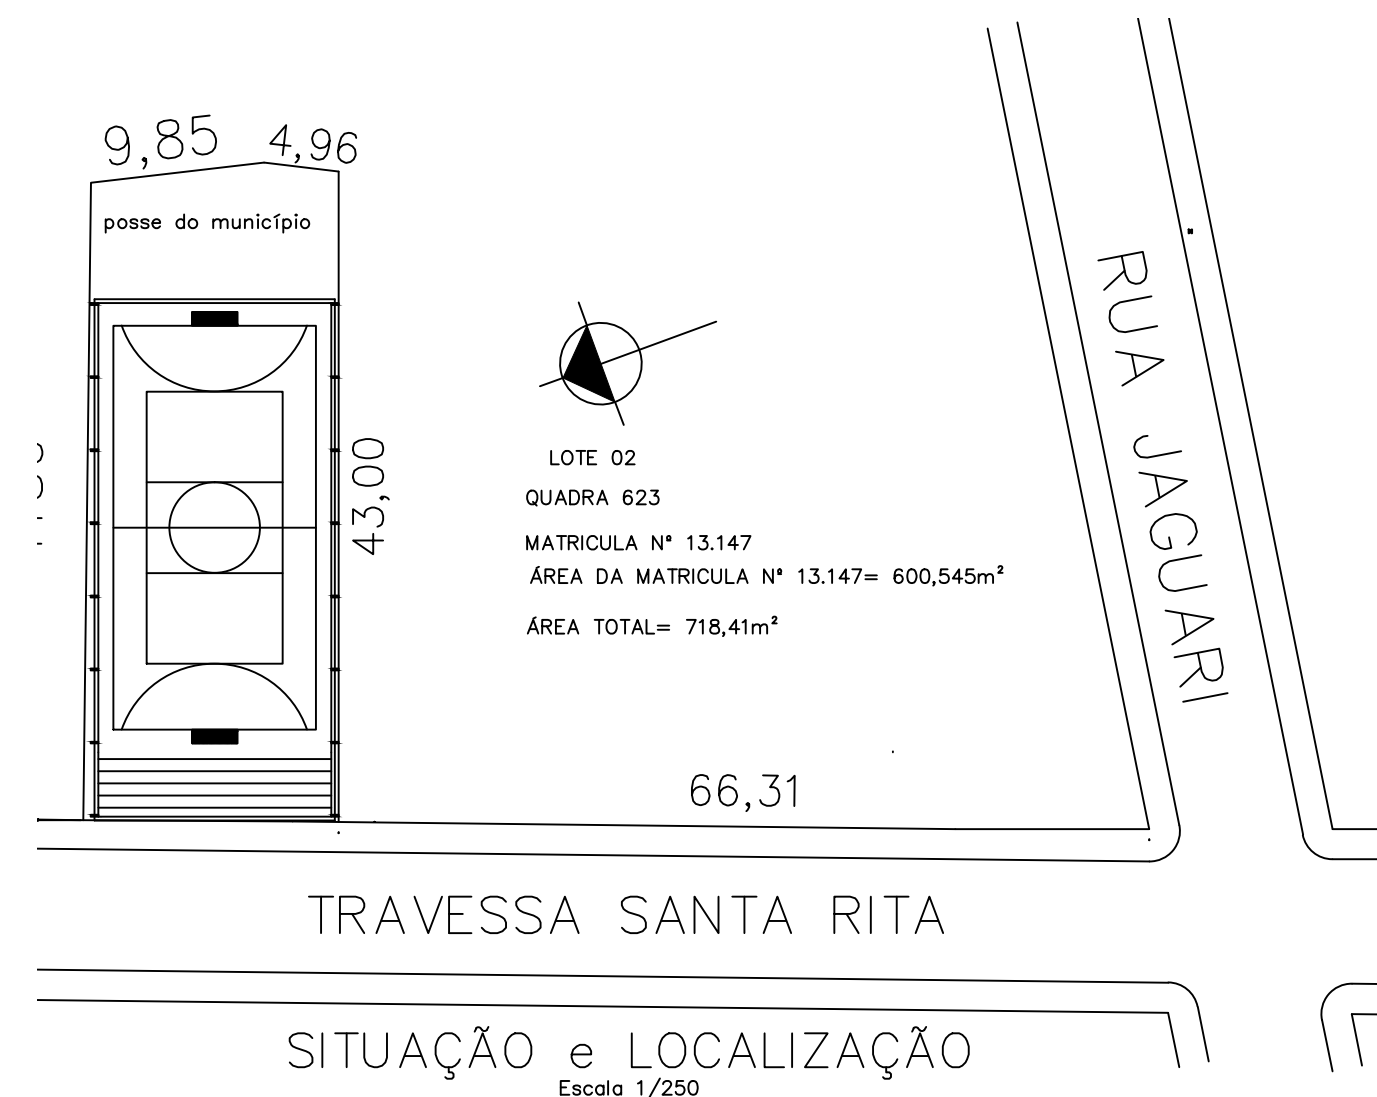 9,85 4,96
posse do município
RUA JAGUARI
43,00
LOTE 02
QUADRA 623
MATRICULA Nº 13.147
ÁREA DA MATRICULA Nº 13.147= 600,545m²
ÁREA TOTAL= 718,41m²
66,31
TRAVESSA SANTA RITA
SITUAÇÃO e LOCALIZAÇÃO
Escala 1/250